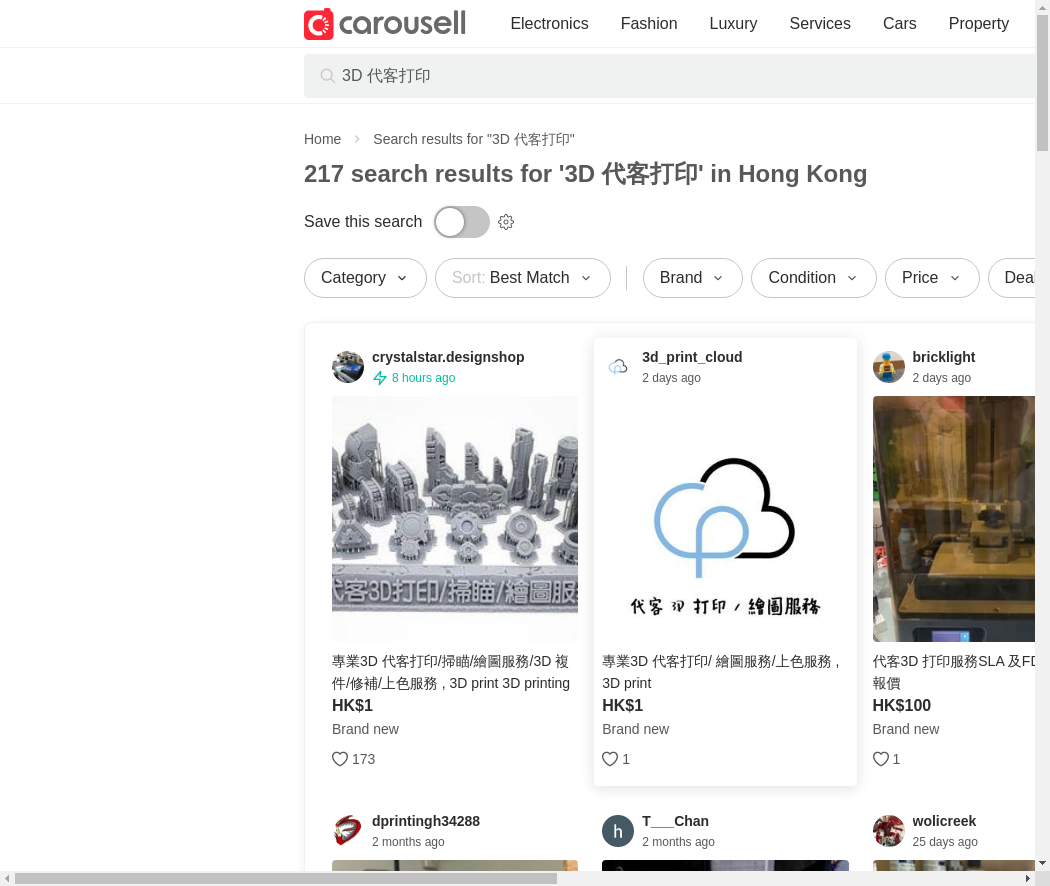 carousell
Electronics
Fashion
Luxury
Services
Cars
Property
3D 代客打印
Home
Search results for "3D 代客打印"
217 search results for '3D 代客打印' in Hong Kong
Save this search
Category
Sort: Best Match
Brand
Condition
Price
crystalstar.designshop
8 hours ago
代客3D打印/掃瞄/繪圖服
專業3D 代客打印/掃瞄/繪圖服務/3D 複
件/修補/上色服務 , 3D print 3D printing
HK$1
Brand new
173
3d_print_cloud
2 days ago
代客 3D 打印 / 繪圖服務
專業3D 代客打印/ 繪圖服務/上色服務 ,
3D print
HK$1
Brand new
1
bricklight
2 days ago
代客3D 打印服務SLA 及FD
報價
HK$100
Brand new
1
dprintingh34288
2 months ago
h
T___Chan
2 months ago
wolicreek
25 days ago